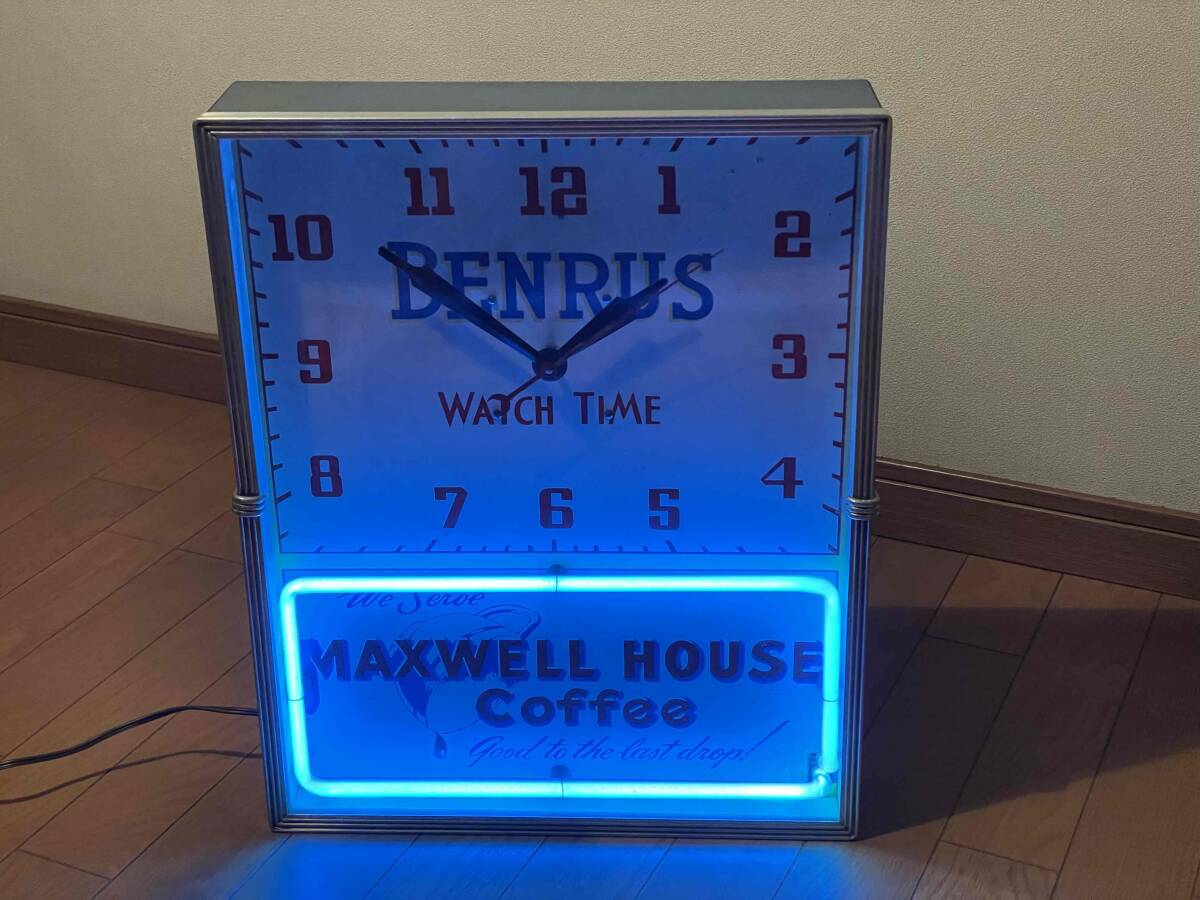 11 12 1
10 2
BENRUS
9 3
WATCH TIME
8 4
7 6 5
We Serve
MAXWELL HOUSE
Coffee
Good to the last drop!